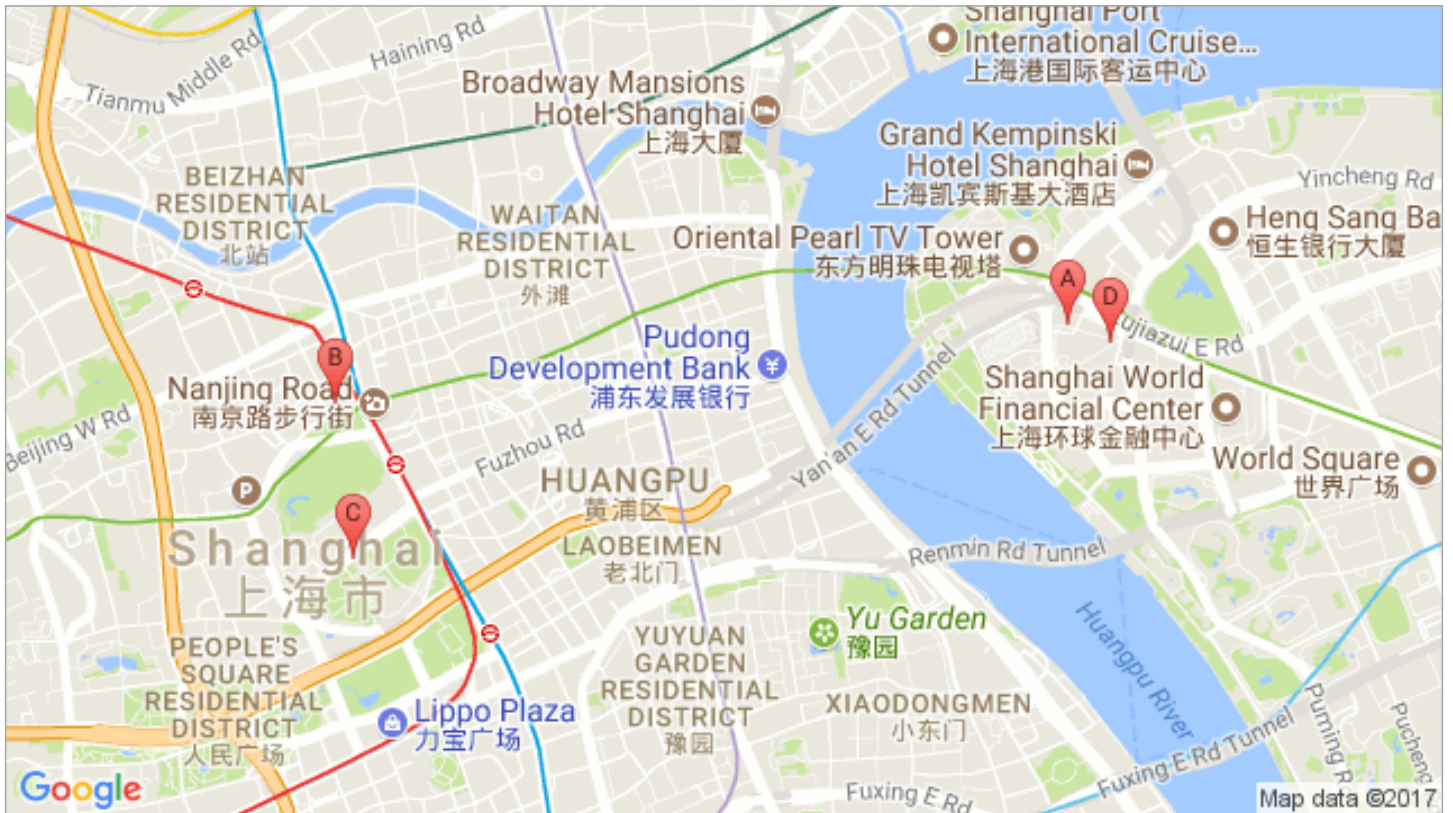 Shanghai Port
International Cruise...
上海港国际客运中心
Haining Rd
Tianmu Middle Rd
Broadway Mansions
Hotel Shanghai
上海大厦
Grand Kempinski
Hotel Shanghai
上海凯宾斯基大酒店
Yincheng Rd
BEIZHAN
RESIDENTIAL
DISTRICT
北站
WAITAN
RESIDENTIAL
DISTRICT
外滩
Oriental Pearl TV Tower
东方明珠电视塔
Heng Sang Ba
恒生银行大厦
A
D
Lujiazui E Rd
B
Nanjing Road
南京路步行街
Pudong
Development Bank
浦东发展银行
¥
Yan'an E Rd Tunnel
Shanghai World
Financial Center
上海环球金融中心
Beijing W Rd
Fuzhou Rd
World Square
世界广场
P
HUANGPU
黄浦区
C
Shanghai
上海市
LAOBEIMEN
老北门
Renmin Rd Tunnel
Yu Garden
豫园
Huangpu River
PEOPLE'S
SQUARE
RESIDENTIAL
DISTRICT
人民广场
YUYUAN
GARDEN
RESIDENTIAL
DISTRICT
豫园
XIAODONGMEN
小东门
Lippo Plaza
力宝广场
Puming R
Pucheng
Fuxing E Rd Tunnel
Fuxing E Rd
Google
Map data ©2017